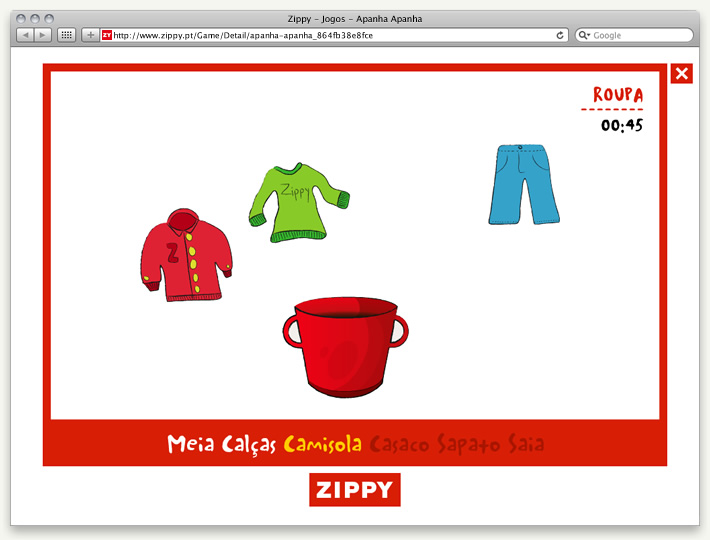 Zippy – Jogos – Apanha Apanha
ZY http://www.zippy.pt/Game/Detail/apanha-apanha_864fb38e8fce
Google
ROUPA
00:45
Zippy
Z
Meia Calças Camisola Casaco Sapato Saia
ZIPPY